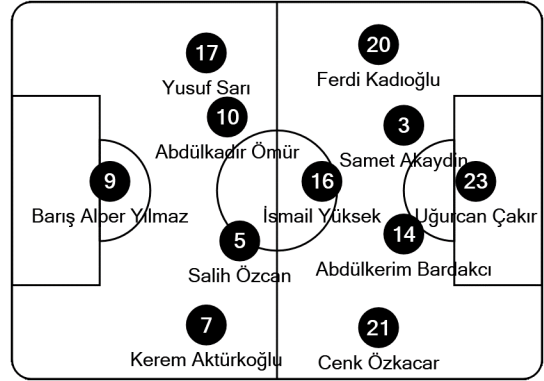 17
Yusuf Sarı
20
Ferdi Kadıoğlu
10
Abdülkadır Ömür
3
Samet Akaydin
9
Barış Alper Yılmaz
16
İsmail Yüksek
23
Uğurcan Çakır
5
Salih Özcan
14
Abdülkerim Bardakcı
7
Kerem Aktürkoğlu
21
Cenk Özkacar